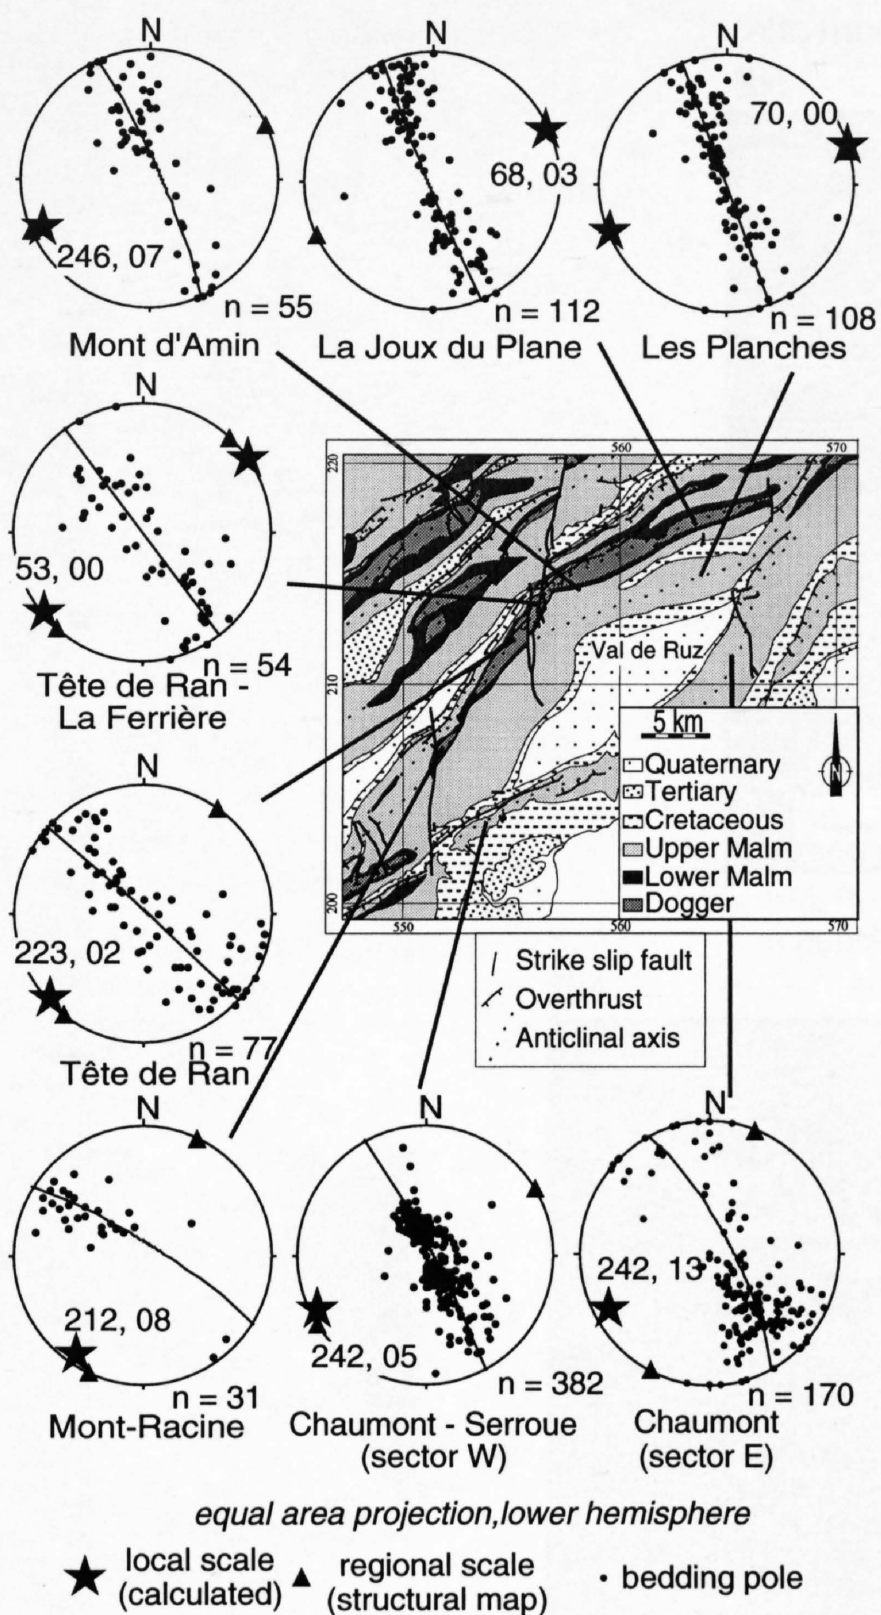 N
N
N
246, 07
68, 03
70, 00
n = 55
n = 112
n = 108
Mont d'Amin
La Joux du Plane
Les Planches
N
53, 00
n = 54
Tête de Ran -
La Ferrière
560
570
220
Val de Ruz
210
5 km
N
Quaternary
Tertiary
Cretaceous
Upper Malm
Lower Malm
Dogger
200
550
560
570
Strike slip fault
Overthrust
Anticlinal axis
N
223, 02
n = 77
Tête de Ran
N
N
N
212, 08
242, 05
242, 13
n = 31
n = 382
n = 170
Mont-Racine
Chaumont - Serroue
(sector W)
Chaumont
(sector E)
equal area projection,lower hemisphere
local scale
(calculated)
regional scale
(structural map)
bedding pole